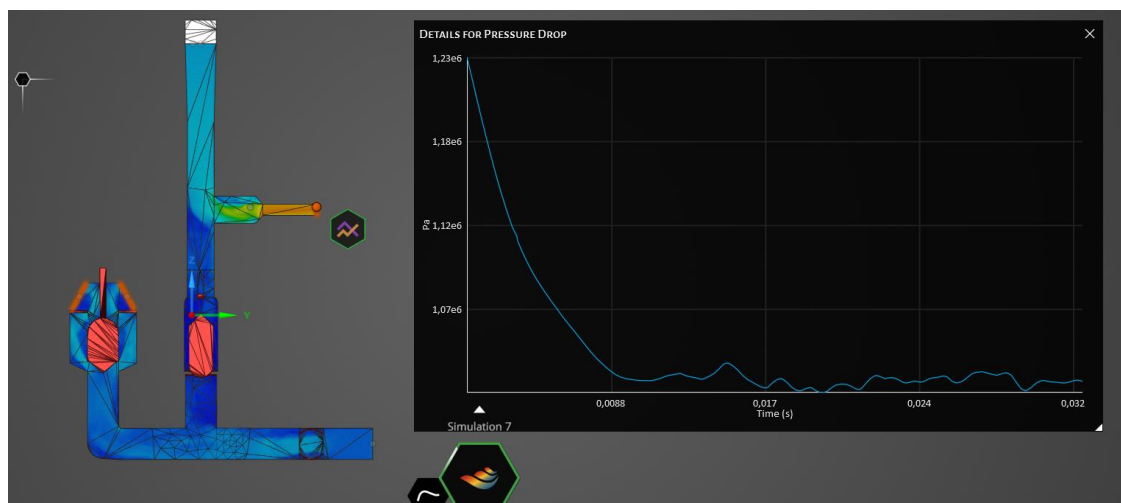 DETAILS FOR PRESSURE DROP
1,23e6
1,18e6
Pa
1,12e6
1,07e6
0,0088
0,017
0,024
0,032
Time (s)
Simulation 7
Z
Y